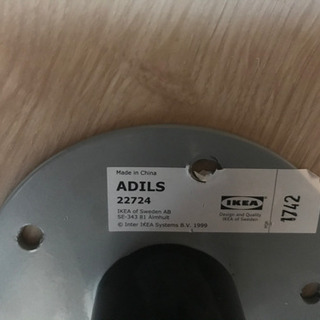 Made in China
ADILS
22724
IKEA of Sweden AB
SE-343 81 Älmhult
© Inter IKEA Systems B.V. 1999
IKEA
Design and Quality
IKEA of Sweden
1742